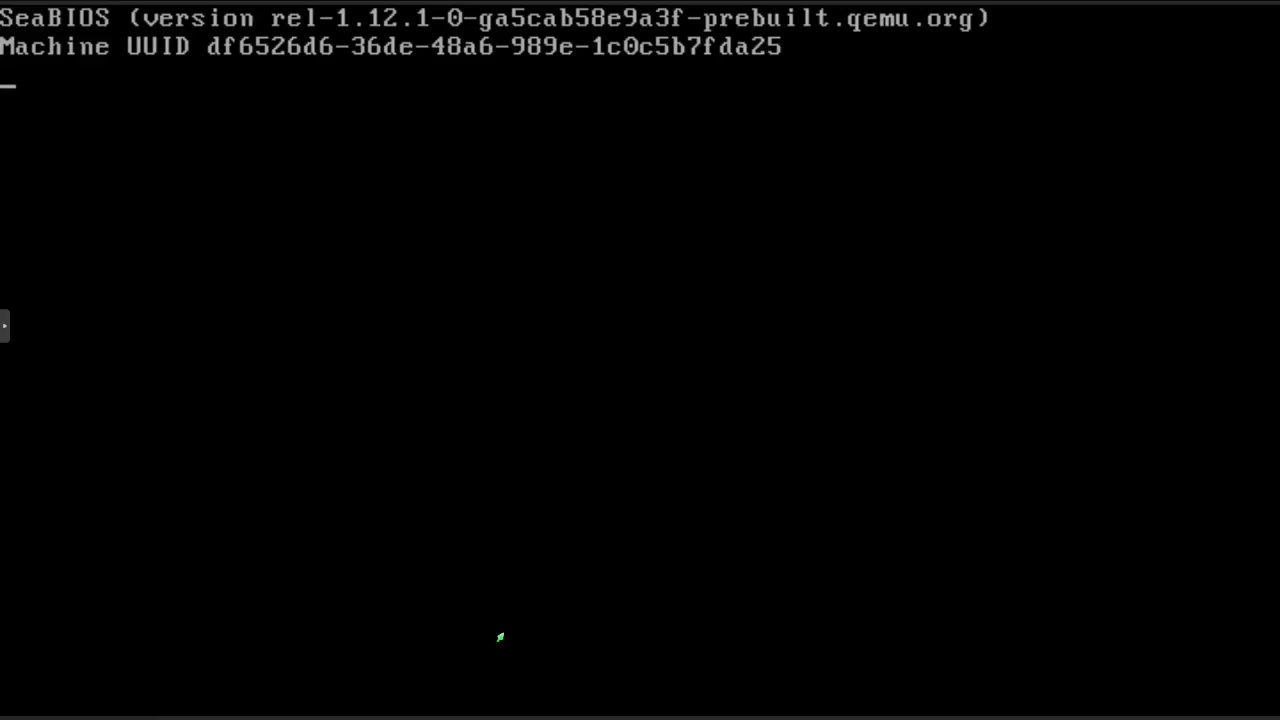 SeaBIOS (version rel-1.12.1-0-ga5cab58e9a3f-prebuilt.qemu.org)
Machine UUID df6526d6-36de-48a6-989e-1c0c5b7fda25